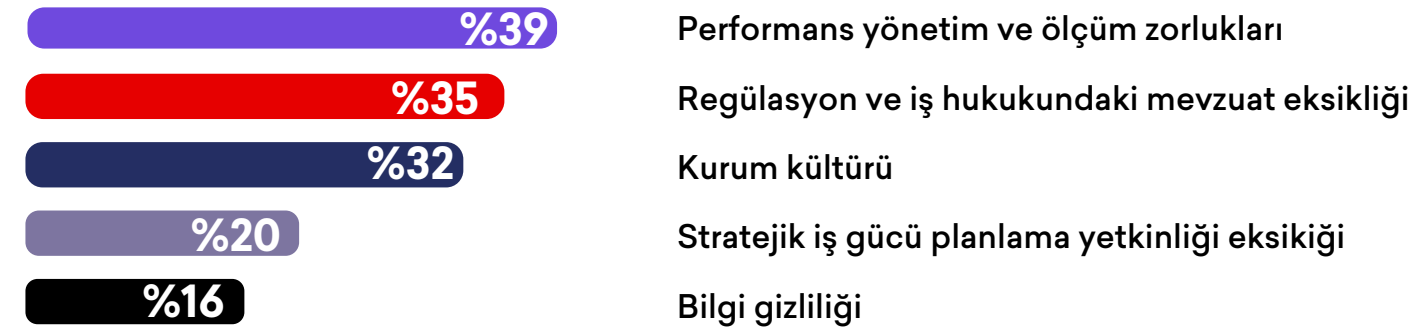 %39 Performans yönetim ve ölçüm zorlukları
%35 Regülasyon ve iş hukukundaki mevzuat eksikliği
%32 Kurum kültürü
%20 Stratejik iş gücü planlama yetkinliği eksikiği
%16 Bilgi gizliliği